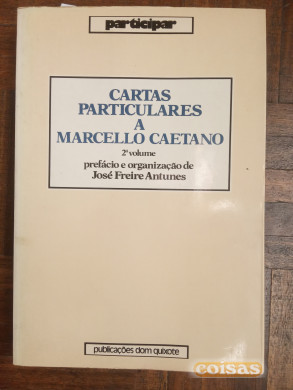 participar
CARTAS
PARTICULARES
A
MARCELLO CAETANO
2º volume
prefácio e organização de
José Freire Antunes
publicações dom quixote
coisas